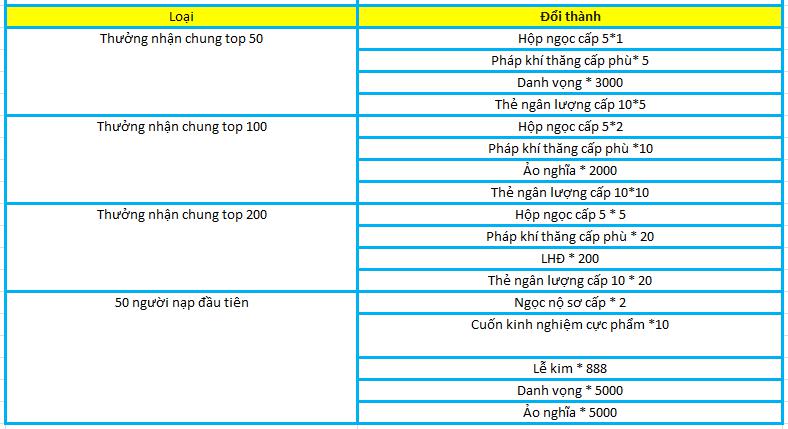 Loại
Đổi thành
Thưởng nhận chung top 50
Hộp ngọc cấp 5*1
Pháp khí thăng cấp phù* 5
Danh vọng * 3000
Thẻ ngân lượng cấp 10*5
Thưởng nhận chung top 100
Hộp ngọc cấp 5*2
Pháp khí thăng cấp phù *10
Ảo nghĩa * 2000
Thẻ ngân lượng cấp 10*10
Thưởng nhận chung top 200
Hộp ngọc cấp 5 * 5
Pháp khí thăng cấp phù * 20
LHĐ * 200
Thẻ ngân lượng cấp 10 * 20
50 người nạp đầu tiên
Ngọc nộ sơ cấp * 2
Cuốn kinh nghiệm cực phẩm *10
Lễ kim * 888
Danh vọng * 5000
Ảo nghĩa * 5000